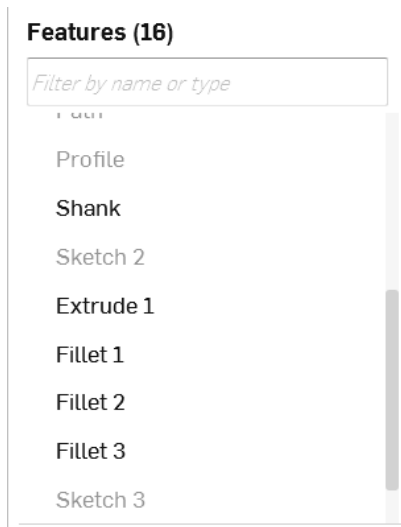 Features (16)
Filter by name or type
Path
Profile
Shank
Sketch 2
Extrude 1
Fillet 1
Fillet 2
Fillet 3
Sketch 3